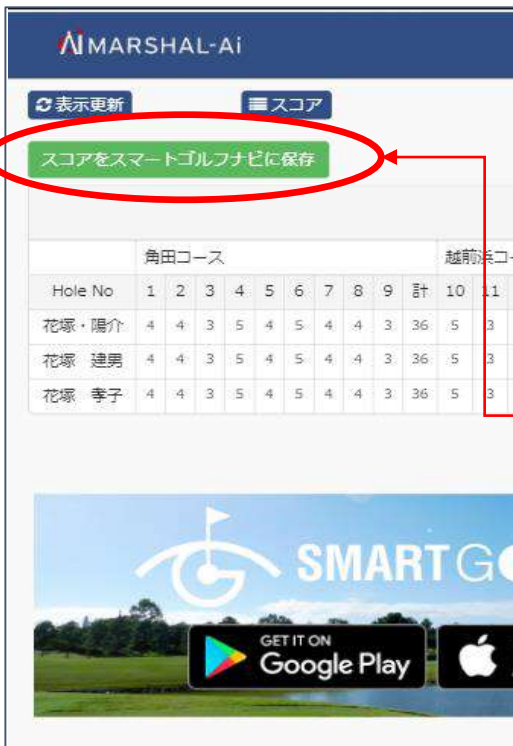 MARSHAL-Ai
表示更新 スコア
スコアをスマートゴルフナビに保存
角田コース 越前浜コー
Hole No 1 2 3 4 5 6 7 8 9 計 10 11
花塚・陽介 4 4 3 5 4 5 4 4 3 36 5 3
花塚 建男 4 4 3 5 4 5 4 4 3 36 5 3
花塚 孝子 4 4 3 5 4 5 4 4 3 36 5 3
SMART G
GET IT ON
Google Play